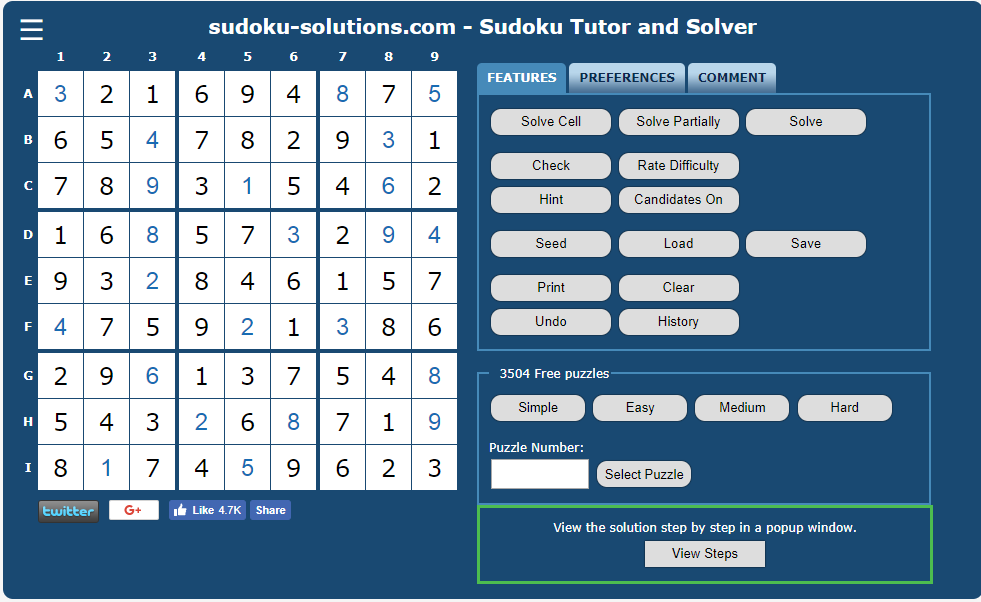 sudoku-solutions.com - Sudoku Tutor and Solver
1 2 3 4 5 6 7 8 9
A 3 2 1 6 9 4 8 7 5
B 6 5 4 7 8 2 9 3 1
C 7 8 9 3 1 5 4 6 2
D 1 6 8 5 7 3 2 9 4
E 9 3 2 8 4 6 1 5 7
F 4 7 5 9 2 1 3 8 6
G 2 9 6 1 3 7 5 4 8
H 5 4 3 2 6 8 7 1 9
I 8 1 7 4 5 9 6 2 3
twitter G+ Like 4.7K Share
FEATURES PREFERENCES COMMENT
Solve Cell Solve Partially Solve
Check Rate Difficulty
Hint Candidates On
Seed Load Save
Print Clear
Undo History
3504 Free puzzles
Simple Easy Medium Hard
Puzzle Number:
Select Puzzle
View the solution step by step in a popup window.
View Steps